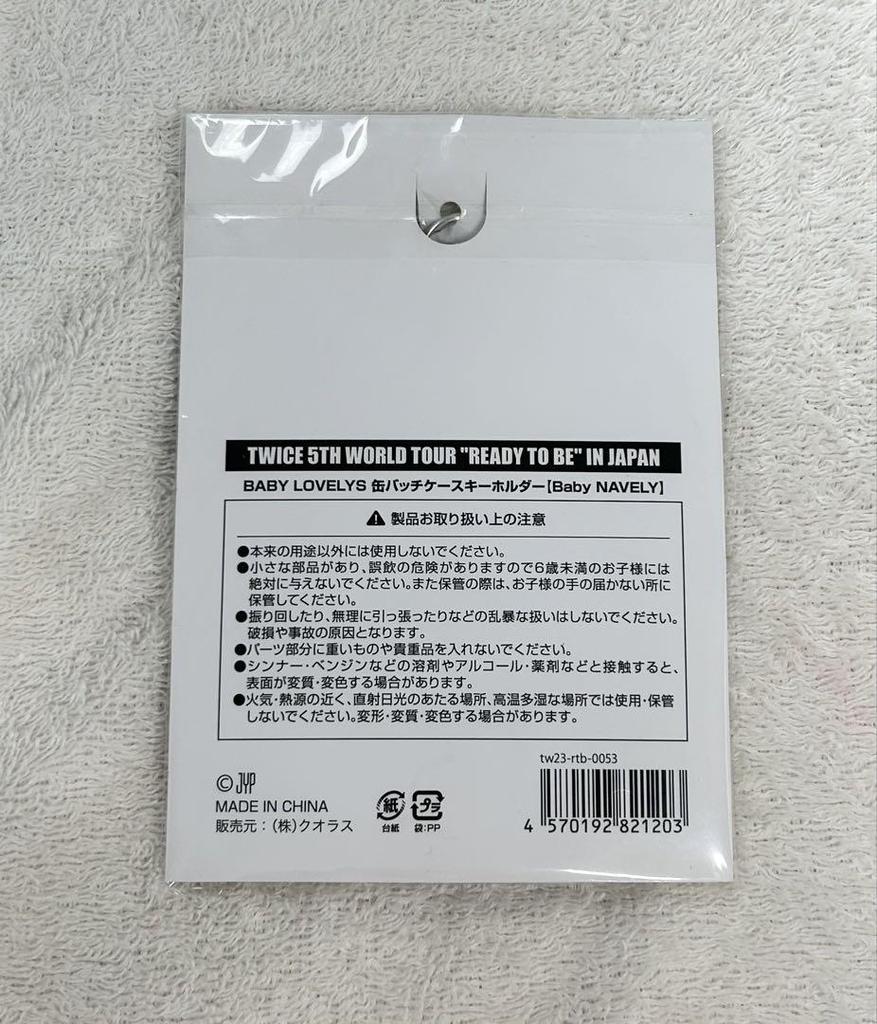 TWICE 5TH WORLD TOUR "READY TO BE" IN JAPAN
BABY LOVELYS 缶バッチケースキーホルダー【Baby NAVELY】
製品お取り扱い上の注意
●本来の用途以外には使用しないでください。
●小さな部品があり、誤飲の危険がありますので6歳未満のお子様には
絶対に与えないでください。また保管の際は、お子様の手の届かない所に
保管してください。
●振り回したり、無理に引っ張ったりなどの乱暴な扱いはしないでください。
破損や事故の原因となります。
●パーツ部分に重いものや貴重品を入れないでください。
●シンナー・ベンジンなどの溶剤やアルコール・薬剤などと接触すると、
表面が変質・変色する場合があります。
●火気・熱源の近く、直射日光のあたる場所、高温多湿な場所では使用・保管
しないでください。変形・変質・変色する場合があります。
© JYP
MADE IN CHINA
販売元:(株)クオラス
紙
台紙
プラ
袋:PP
tw23-rtb-0053
4 570192 821203